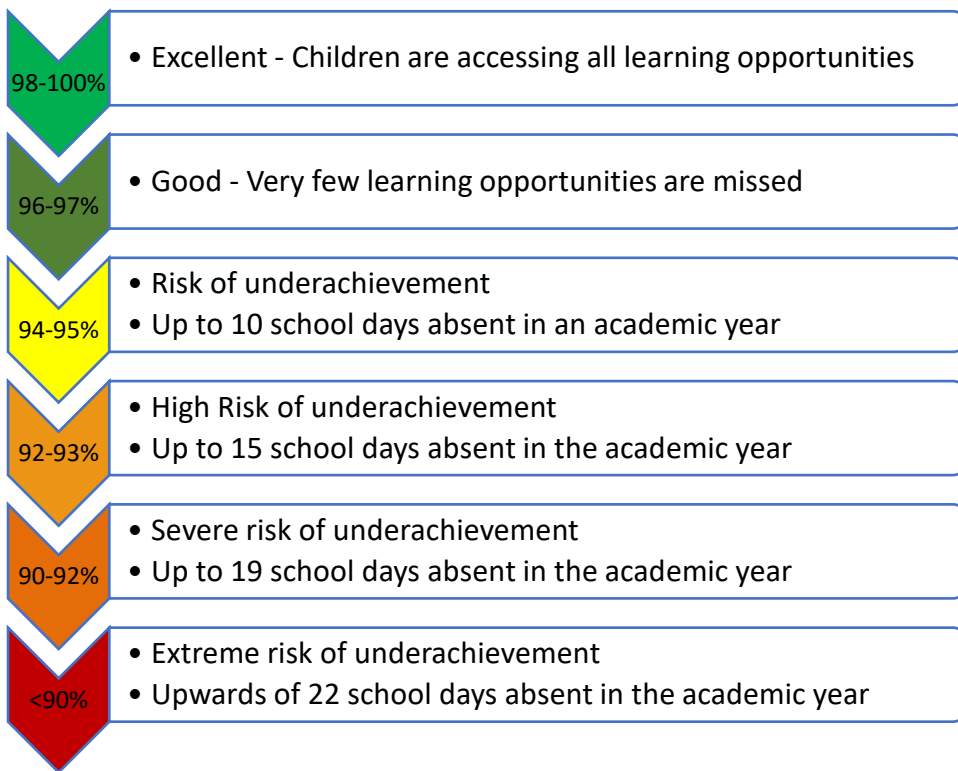 98-100%
• Excellent - Children are accessing all learning opportunities
96-97%
• Good - Very few learning opportunities are missed
94-95%
• Risk of underachievement
• Up to 10 school days absent in an academic year
92-93%
• High Risk of underachievement
• Up to 15 school days absent in the academic year
90-92%
• Severe risk of underachievement
• Up to 19 school days absent in the academic year
<90%
• Extreme risk of underachievement
• Upwards of 22 school days absent in the academic year